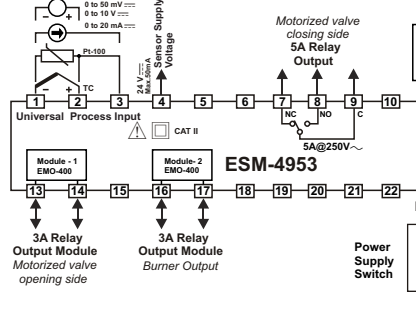 0 to 50 mV
0 to 10 V
0 to 20 mA
Pt-100
TC
Sensor Supply
Voltage
24 V
Max.50mA
Motorized valve
closing side
5A Relay
Output
1 2 3 4 5 6 7 8 9 10
Universal Process Input
NC NO C
CAT II
5A@250V
Module - 1
EMO-400
Module- 2
EMO-400
ESM-4953
13 14 15 16 17 18 19 20 21 22
3A Relay
Output Module
Motorized valve
opening side
3A Relay
Output Module
Burner Output
Power
Supply
Switch